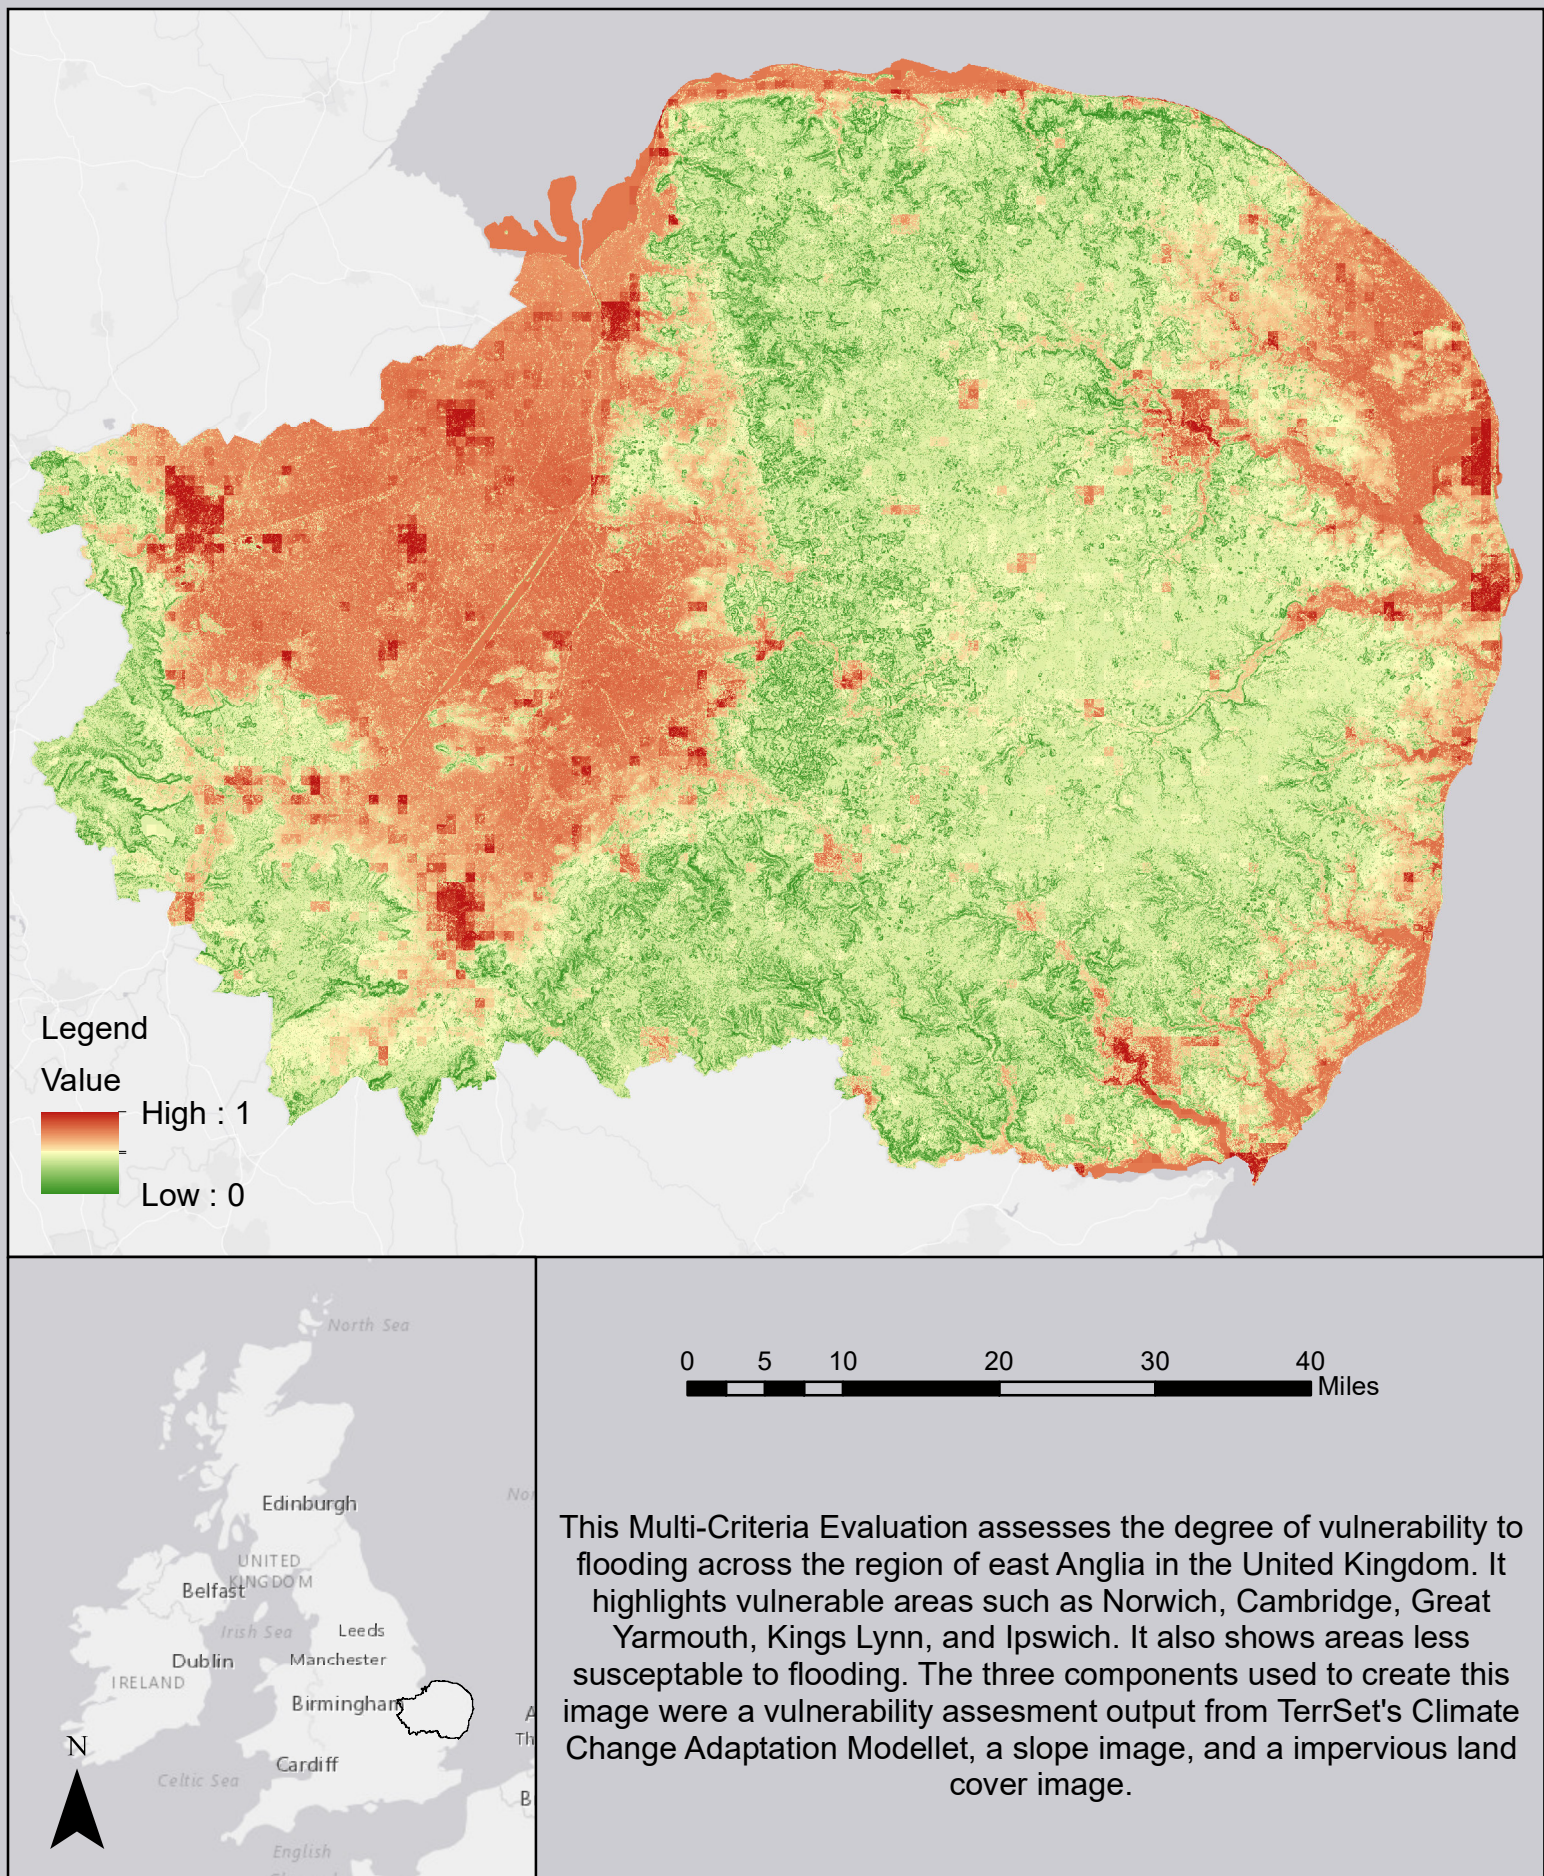 Legend
Value
High : 1
Low : 0
North Sea
Edinburgh
UNITED
KINGDOM
Belfast
Irish Sea
Leeds
Dublin
Manchester
IRELAND
Birmingham
N
Cardiff
Celtic Sea
English
0 5 10 20 30 40
Miles
This Multi-Criteria Evaluation assesses the degree of vulnerability to
flooding across the region of east Anglia in the United Kingdom. It
highlights vulnerable areas such as Norwich, Cambridge, Great
Yarmouth, Kings Lynn, and Ipswich. It also shows areas less
susceptable to flooding. The three components used to create this
image were a vulnerability assesment output from TerrSet's Climate
Change Adaptation Modellet, a slope image, and a impervious land
cover image.